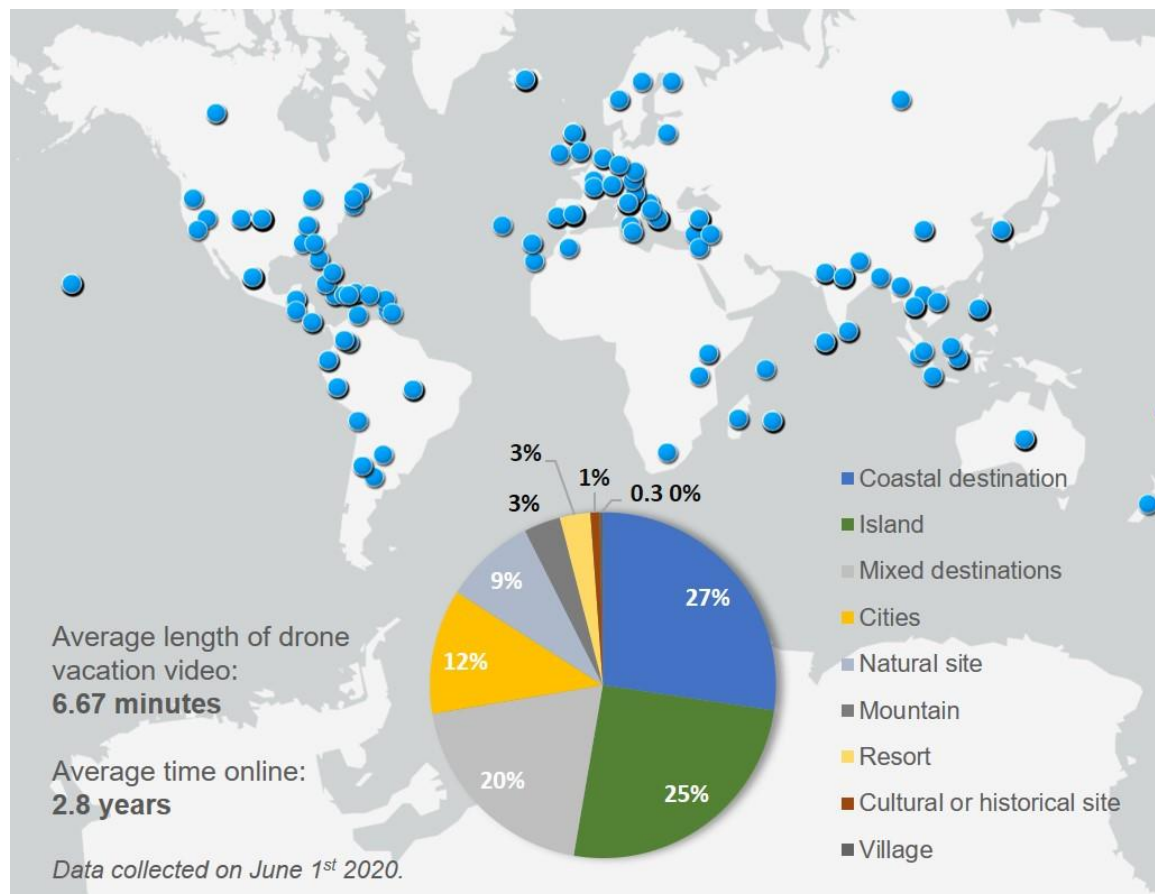 3%
1%
0.3 0%
3%
27%
9%
12%
20%
25%
Coastal destination
Island
Mixed destinations
Cities
Natural site
Mountain
Resort
Cultural or historical site
Village
Average length of drone
vacation video:
6.67 minutes
Average time online:
2.8 years
Data collected on June 1st 2020.